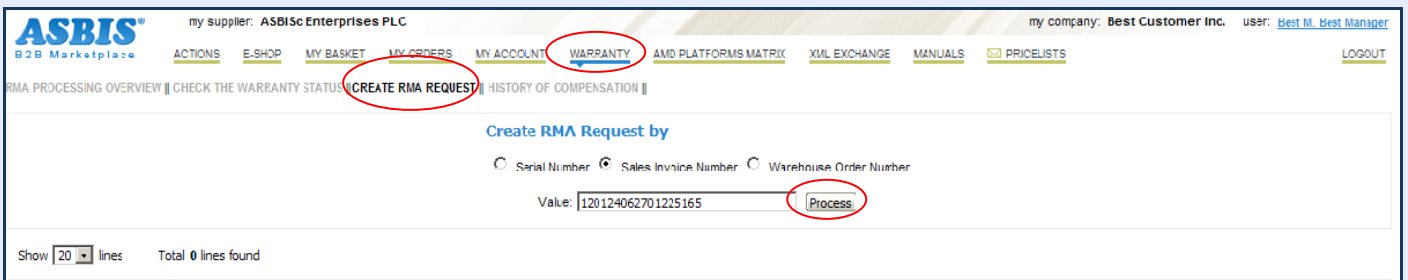 ASBIS®
B2B Marketplace
my supplier: ASBISc Enterprises PLC
my company: Best Customer Inc. user: Best M. Best Manager
ACTIONS E-SHOP MY BASKET MY ORDERS MY ACCOUNT WARRANTY AMD PLATFORMS MATRIX XML EXCHANGE MANUALS PRICELISTS LOGOUT
RMA PROCESSING OVERVIEW || CHECK THE WARRANTY STATUS || CREATE RMA REQUEST || HISTORY OF COMPENSATION ||
Create RMA Request by
Serial Number Sales Invoice Number Warehouse Order Number
Value: 120124062701225165 Process
Show 20 lines Total 0 lines found